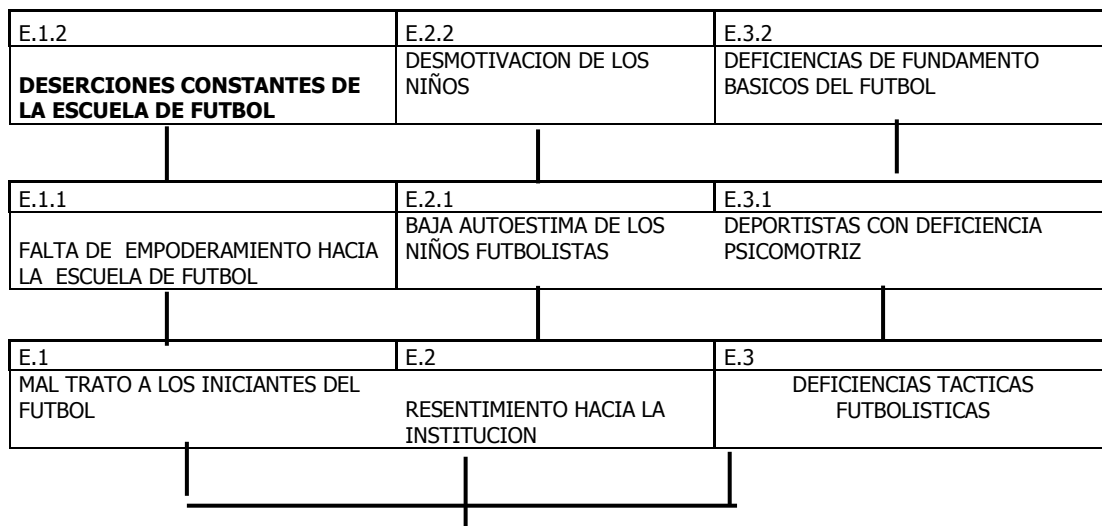 E.1.2
E.2.2
E.3.2
DESERCIONES CONSTANTES DE
LA ESCUELA DE FUTBOL
DESMOTIVACION DE LOS
NIÑOS
DEFICIENCIAS DE FUNDAMENTO
BASICOS DEL FUTBOL
E.1.1
E.2.1
E.3.1
FALTA DE EMPODERAMIENTO HACIA
LA ESCUELA DE FUTBOL
BAJA AUTOESTIMA DE LOS
NIÑOS FUTBOLISTAS
DEPORTISTAS CON DEFICIENCIA
PSICOMOTRIZ
E.1
E.2
E.3
MAL TRATO A LOS INICIANTES DEL
FUTBOL
RESENTIMIENTO HACIA LA
INSTITUCION
DEFICIENCIAS TACTICAS
FUTBOLISTICAS